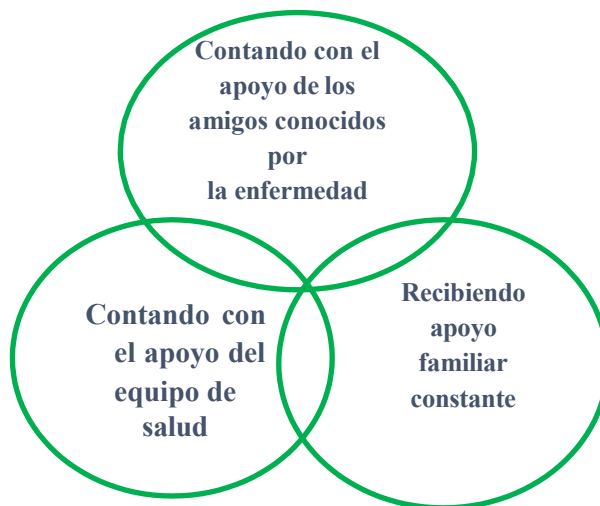 Contando con el
apoyo de los
amigos conocidos
por
la enfermedad
Contando con
el apoyo del
equipo de
salud
Recibiendo
apoyo
familiar
constante